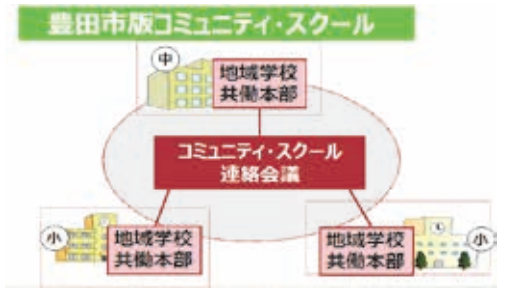 豊田市版コミュニティ・スクール
中
地域学校
共働本部
コミュニティ・スクール
連絡会議
小
地域学校
共働本部
地域学校
共働本部
小